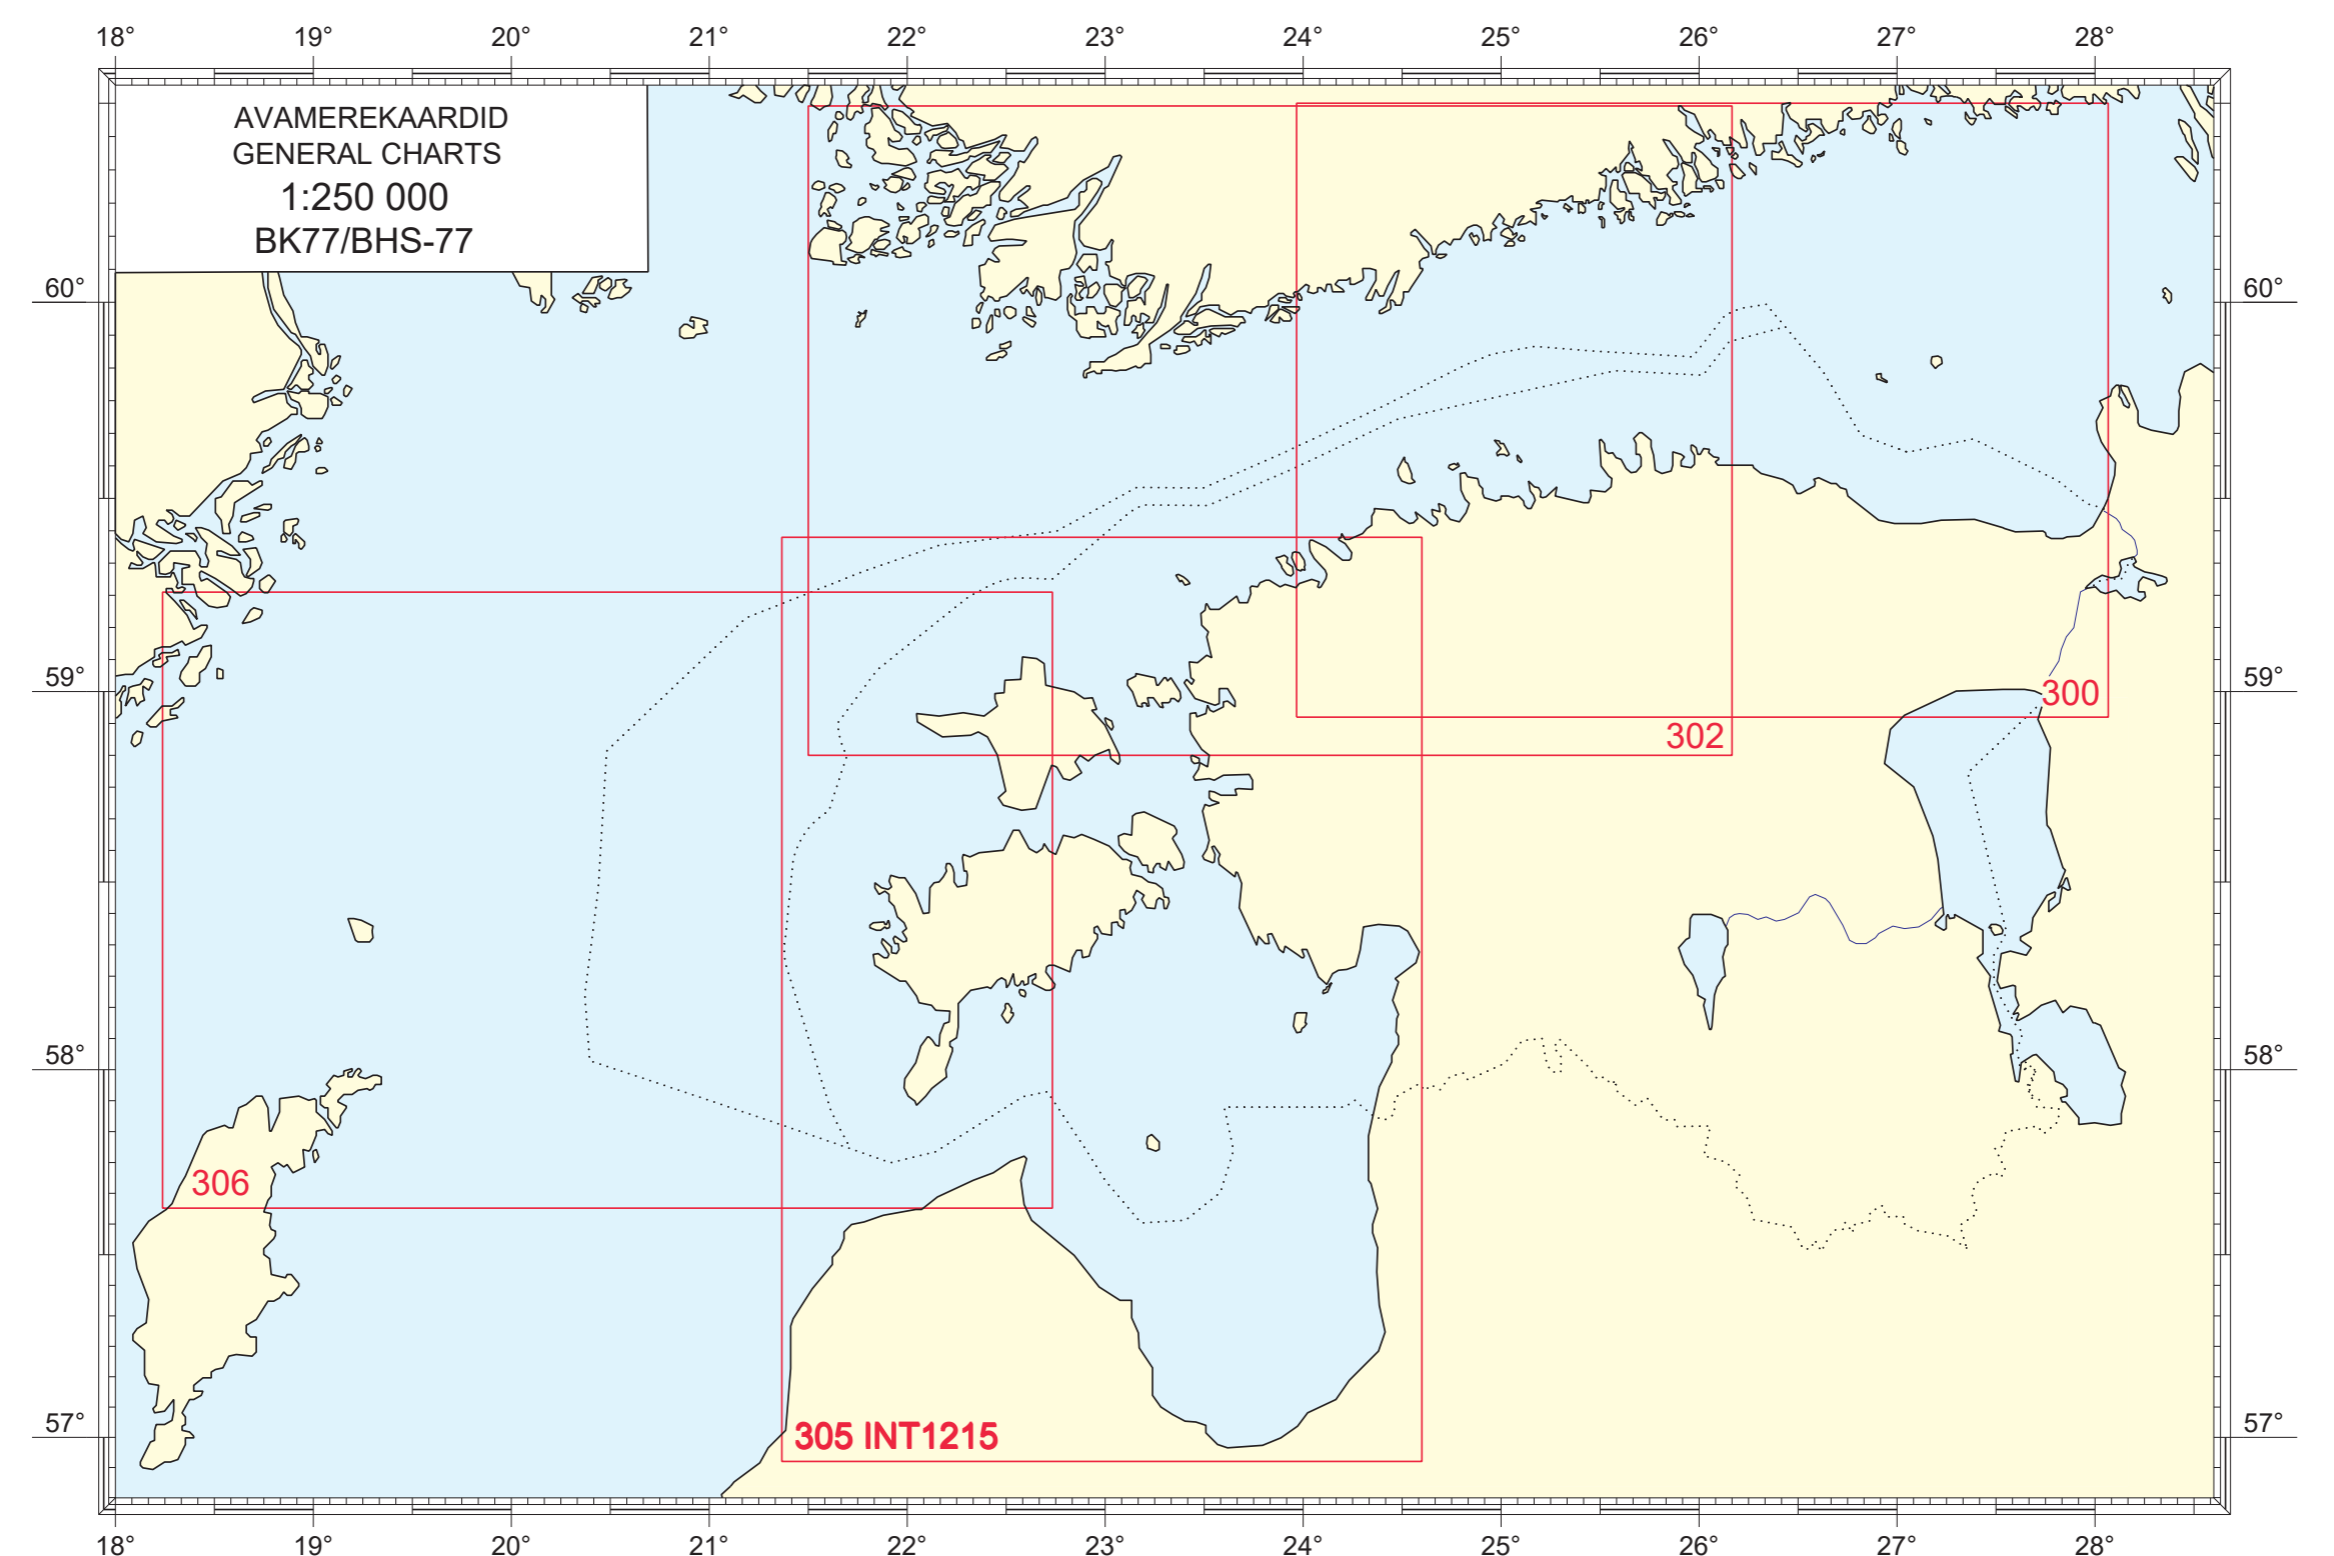 18° 19° 20° 21° 22° 23° 24° 25° 26° 27° 28°
AVAMEREKAARDID
GENERAL CHARTS
1:250 000
BK77/BHS-77
60° 60°
59° 59°
300
302
58° 58°
306
57° 57°
305 INT1215
18° 19° 20° 21° 22° 23° 24° 25° 26° 27° 28°